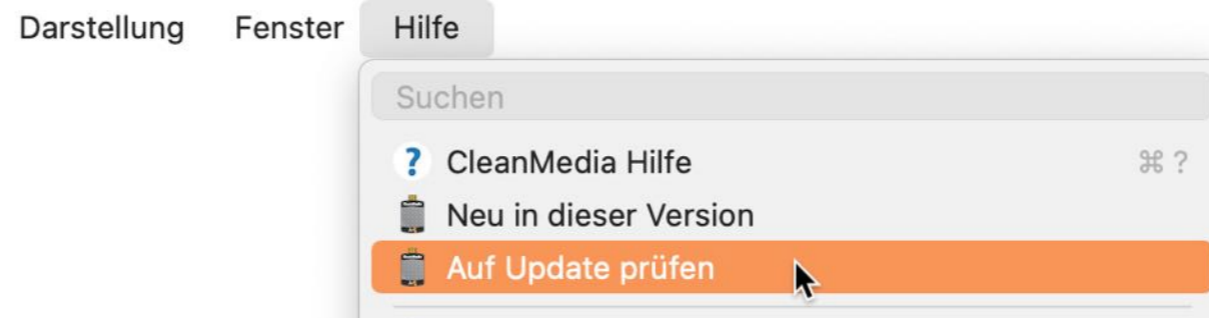 Darstellung Fenster Hilfe
Suchen
CleanMedia Hilfe ⌘ ?
Neu in dieser Version
Auf Update prüfen